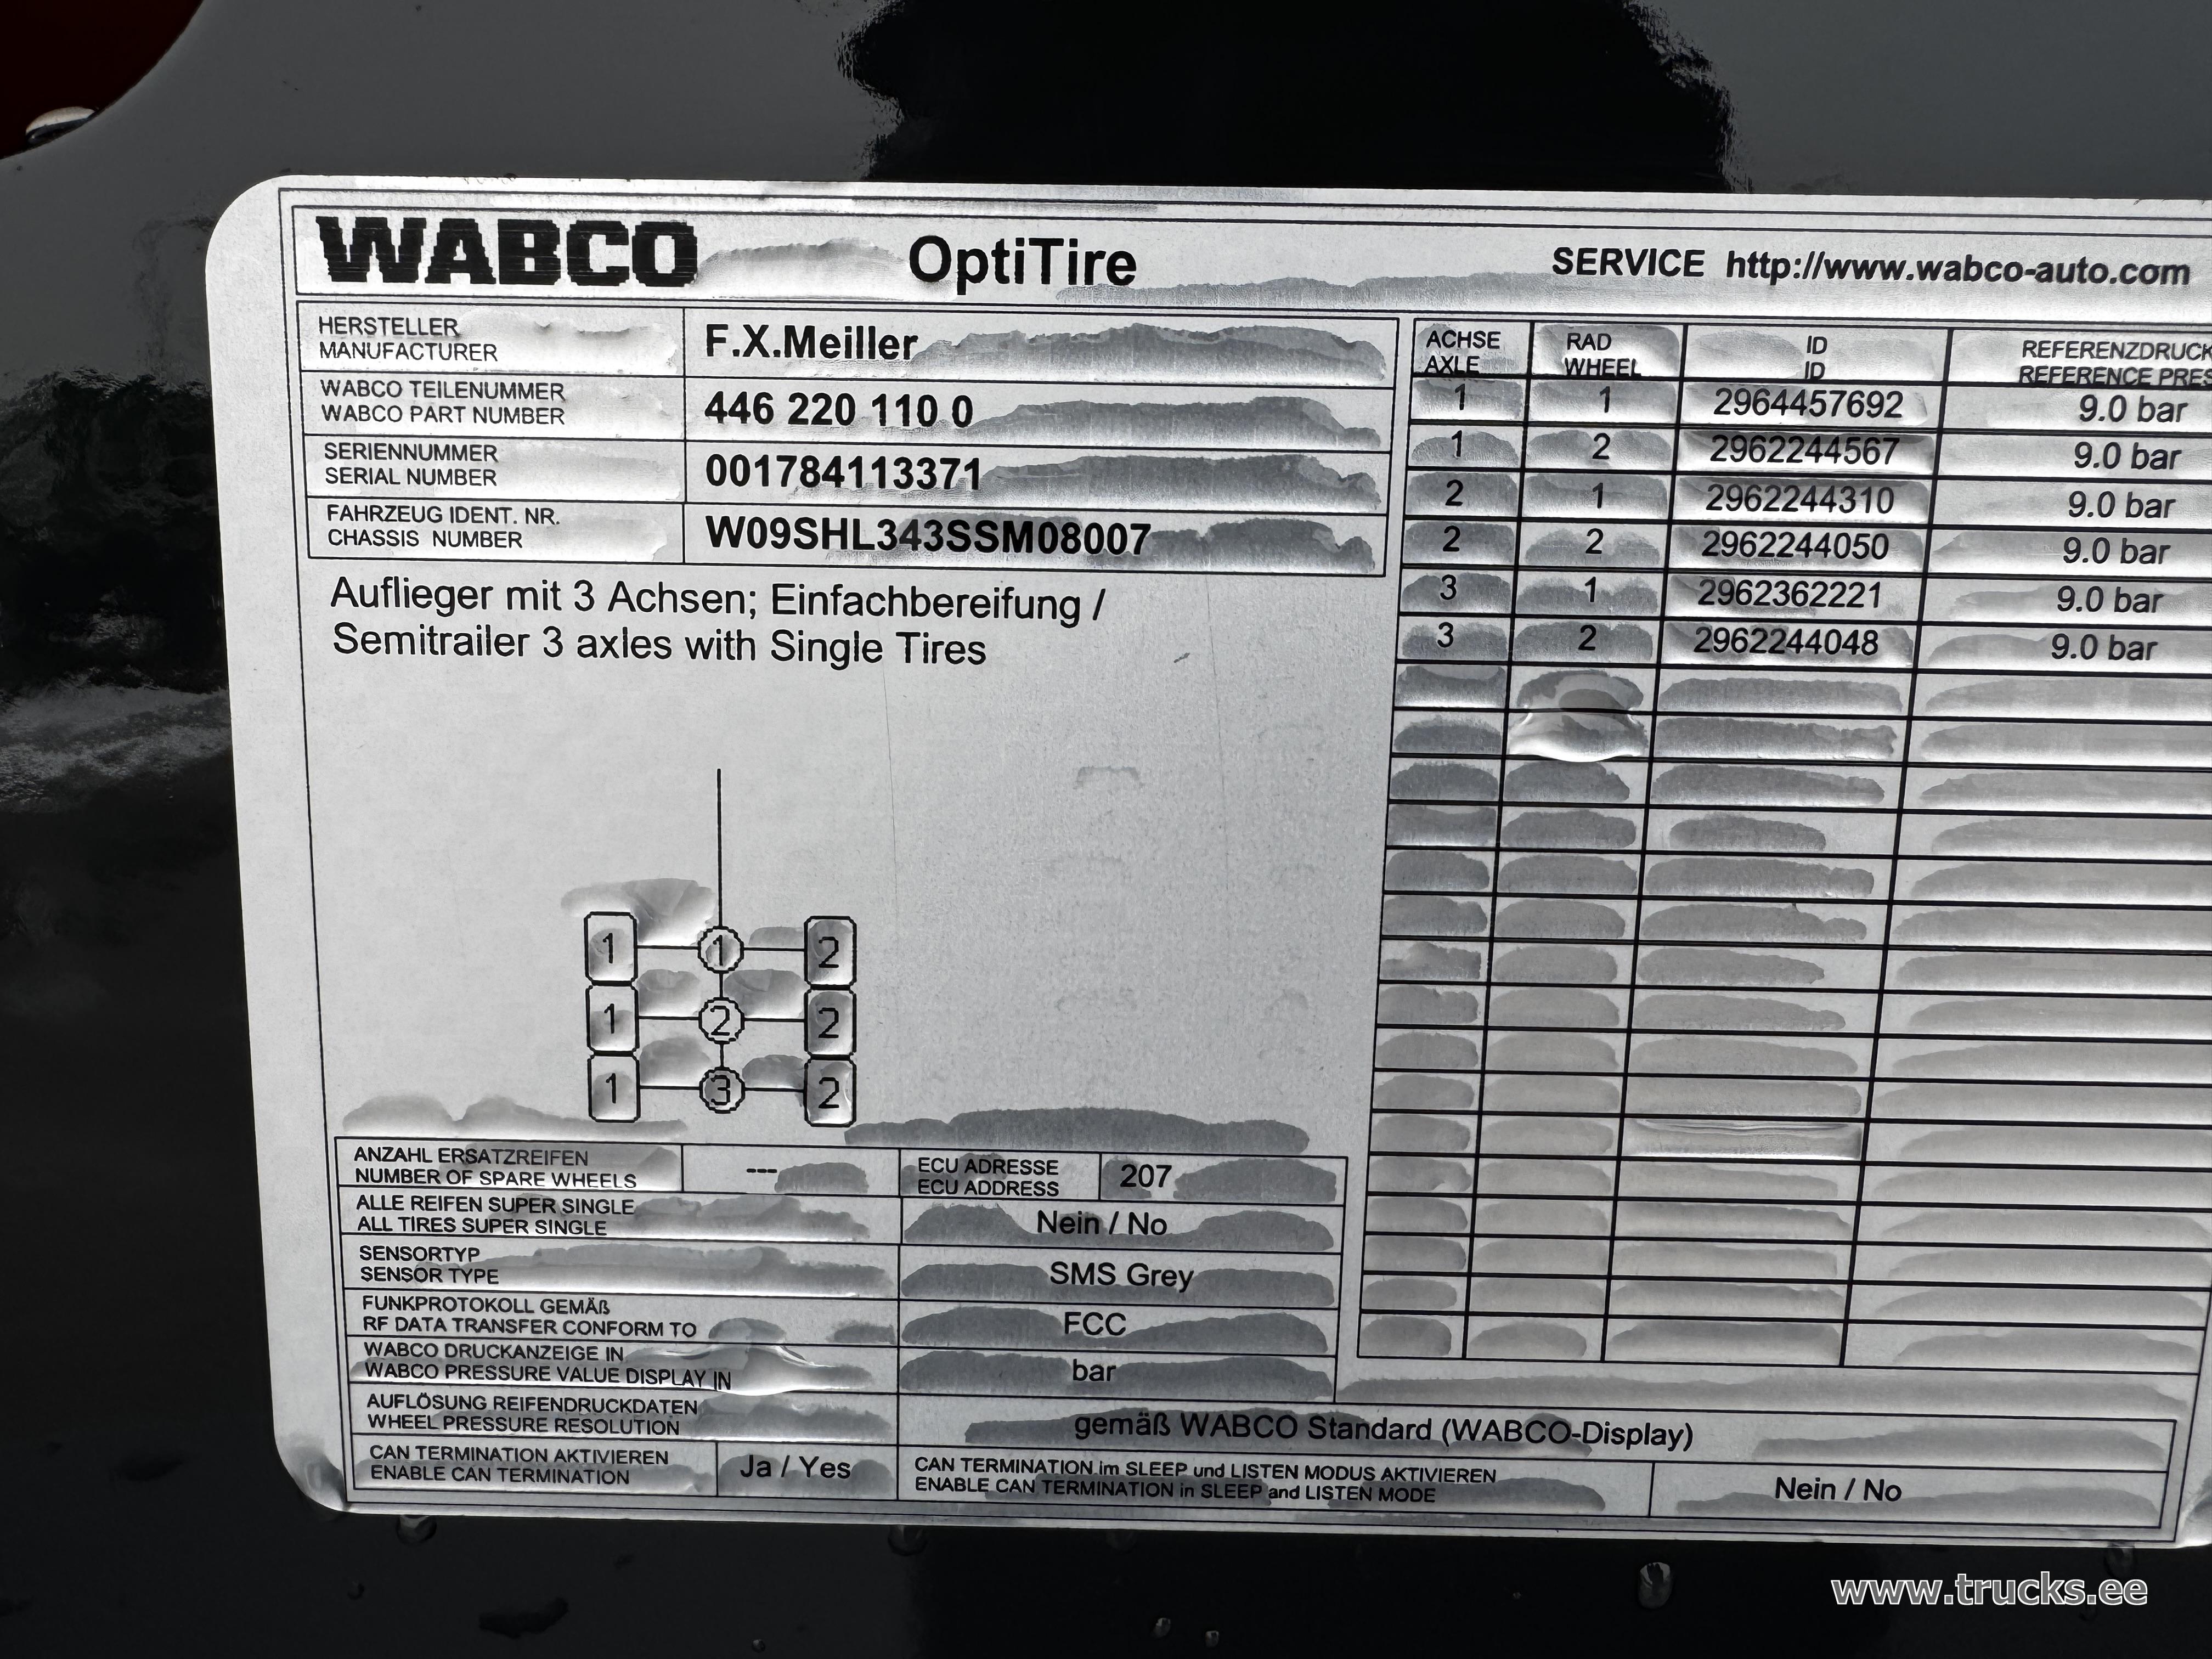 WABCO OptiTire SERVICE http://www.wabco-auto.com
HERSTELLER
MANUFACTURER
F.X.Meiller
WABCO TEILENUMMER
WABCO PART NUMBER
446 220 110 0
SERIENNUMMER
SERIAL NUMBER
001784113371
FAHRZEUG IDENT. NR.
CHASSIS NUMBER
W09SHL343SSM08007
Auflieger mit 3 Achsen; Einfachbereifung /
Semitrailer 3 axles with Single Tires
1 1 2
1 2 2
1 3 2
ANZAHL ERSATZREIFEN
NUMBER OF SPARE WHEELS
---
ECU ADRESSE
ECU ADDRESS
207
ALLE REIFEN SUPER SINGLE
ALL TIRES SUPER SINGLE
Nein / No
SENSORTYP
SENSOR TYPE
SMS Grey
FUNKPROTOKOLL GEMÄß
RF DATA TRANSFER CONFORM TO
FCC
WABCO DRUCKANZEIGE IN
WABCO PRESSURE VALUE DISPLAY IN
bar
AUFLÖSUNG REIFENDRUCKDATEN
WHEEL PRESSURE RESOLUTION
gemäß WABCO Standard (WABCO-Display)
CAN TERMINATION AKTIVIEREN
ENABLE CAN TERMINATION
Ja / Yes
CAN TERMINATION im SLEEP und LISTEN MODUS AKTIVIEREN
ENABLE CAN TERMINATION in SLEEP and LISTEN MODE
Nein / No
ACHSE RAD ID REFERENZDRUCK
AXLE WHEEL ID REFERENCE
1 1 2964457692 9.0 bar
1 2 2962244567 9.0 bar
2 1 2962244310 9.0 bar
2 2 2962244050 9.0 bar
3 1 2962362221 9.0 bar
3 2 2962244048 9.0 bar
www.trucks.ee